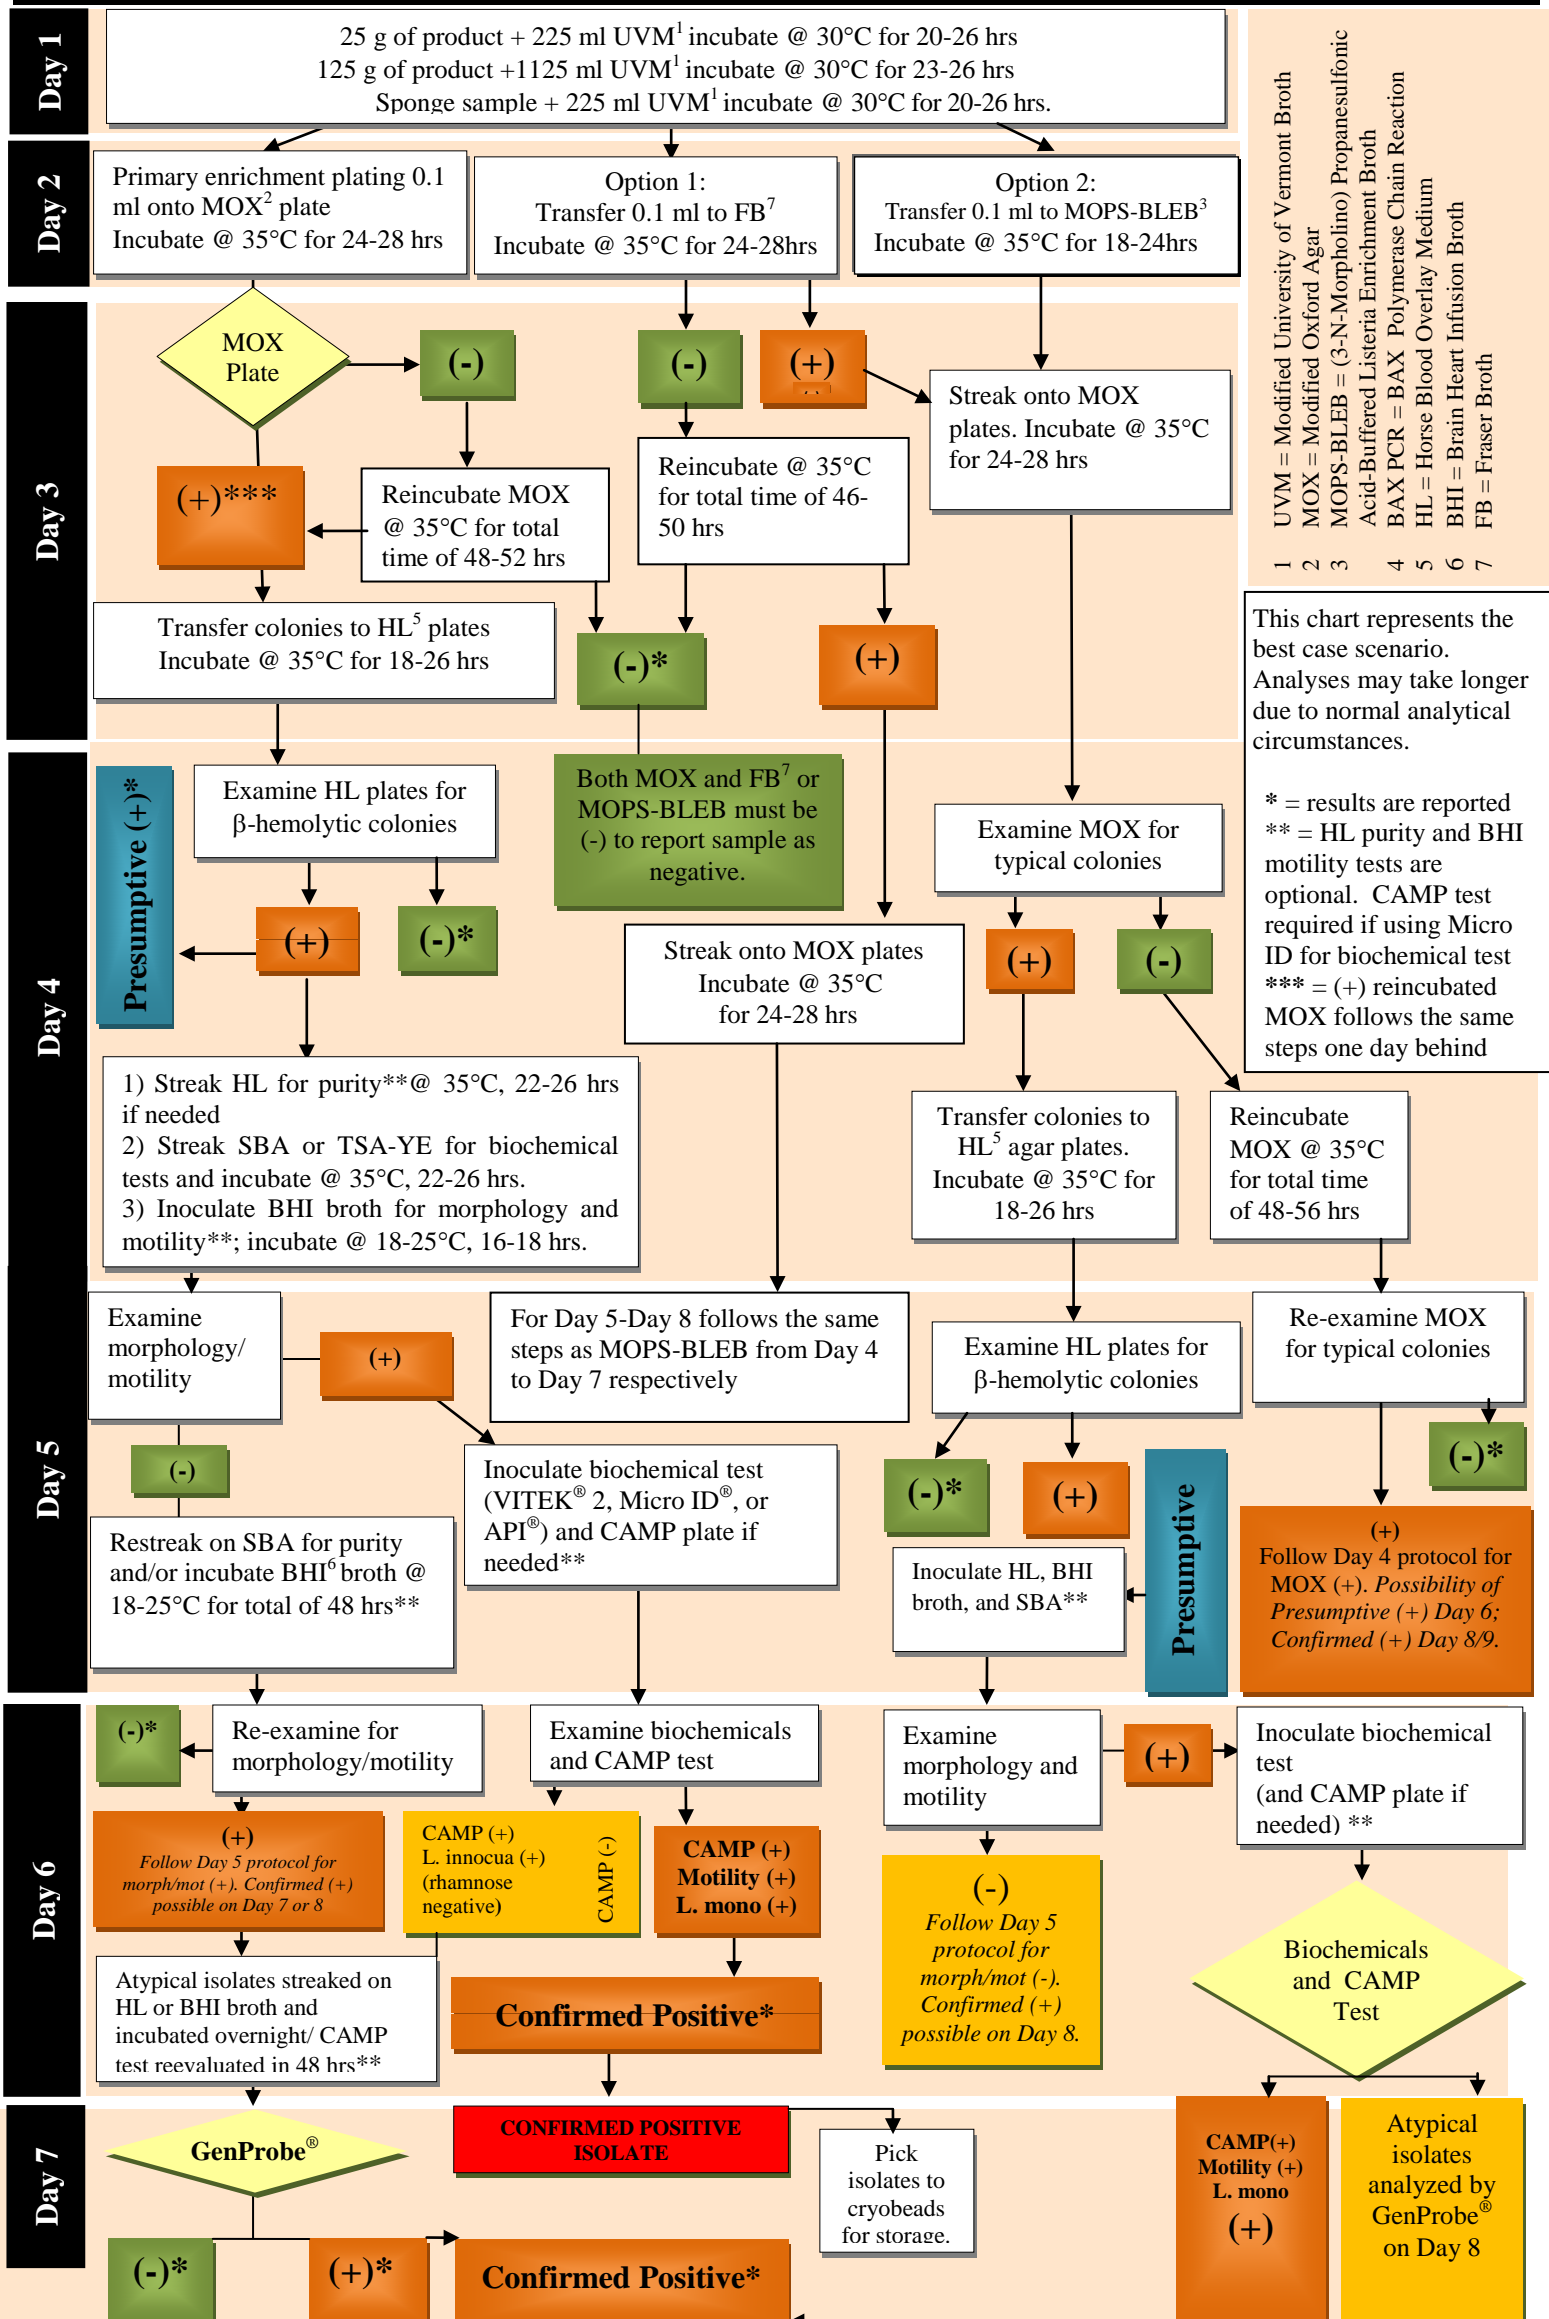 Day 1
25 g of product + 225 ml UVM1 incubate @ 30°C for 20-26 hrs
125 g of product +1125 ml UVM1 incubate @ 30°C for 23-26 hrs
Sponge sample + 225 ml UVM1 incubate @ 30°C for 20-26 hrs.
1 UVM = Modified University of Vermont Broth
2 MOX = Modified Oxford Agar
3 MOPS-BLEB = (3-N-Morpholino) Propanesulfonic
Acid-Buffered Listeria Enrichment Broth
4 BAX PCR = BAX Polymerase Chain Reaction
5 HL = Horse Blood Overlay Medium
6 BHI = Brain Heart Infusion Broth
7 FB = Fraser Broth
Day 2
Primary enrichment plating 0.1
ml onto MOX2 plate
Incubate @ 35°C for 24-28 hrs
Option 1:
Transfer 0.1 ml to FB7
Incubate @ 35°C for 24-28hrs
Option 2:
Transfer 0.1 ml to MOPS-BLEB3
Incubate @ 35°C for 18-24hrs
Day 3
MOX
Plate
(-)
(-)
(+)
Streak onto MOX
plates. Incubate @ 35°C
for 24-28 hrs
(+)***
Reincubate MOX
@ 35°C for total
time of 48-52 hrs
Reincubate @ 35°C
for total time of 46-
50 hrs
Transfer colonies to HL5 plates
Incubate @ 35°C for 18-26 hrs
(-)*
(+)
This chart represents the
best case scenario.
Analyses may take longer
due to normal analytical
circumstances.
* = results are reported
** = HL purity and BHI
motility tests are
optional. CAMP test
required if using Micro
ID for biochemical test
*** = (+) reincubated
MOX follows the same
steps one day behind
Day 4
Presumptive (+)*
Examine HL plates for
β-hemolytic colonies
Both MOX and FB7 or
MOPS-BLEB must be
(-) to report sample as
negative.
Examine MOX for
typical colonies
(+)
(-)*
Streak onto MOX plates
Incubate @ 35°C
for 24-28 hrs
(+)
(-)
1) Streak HL for purity**@ 35°C, 22-26 hrs
if needed
2) Streak SBA or TSA-YE for biochemical
tests and incubate @ 35°C, 22-26 hrs.
3) Inoculate BHI broth for morphology and
motility**; incubate @ 18-25°C, 16-18 hrs.
Transfer colonies to
HL5 agar plates.
Incubate @ 35°C for
18-26 hrs
Reincubate
MOX @ 35°C
for total time
of 48-56 hrs
Day 5
Examine
morphology/
motility
(+)
For Day 5-Day 8 follows the same
steps as MOPS-BLEB from Day 4
to Day 7 respectively
Examine HL plates for
β-hemolytic colonies
Re-examine MOX
for typical colonies
(-)
Inoculate biochemical test
(VITEK® 2, Micro ID®, or
API®) and CAMP plate if
needed**
(-)*
(+)
Presumptive
(-)*
Restreak on SBA for purity
and/or incubate BHI6 broth @
18-25°C for total of 48 hrs**
Inoculate HL, BHI
broth, and SBA**
(+)
Follow Day 4 protocol for
MOX (+). Possibility of
Presumptive (+) Day 6;
Confirmed (+) Day 8/9.
Day 6
(-)*
Re-examine for
morphology/motility
Examine biochemicals
and CAMP test
Examine
morphology and
motility
(+)
Inoculate biochemical
test
(and CAMP plate if
needed) **
(+)
Follow Day 5 protocol for
morph/mot (+). Confirmed (+)
possible on Day 7 or 8
CAMP (+)
L. innocua (+)
(rhamnose
negative)
CAMP (-)
CAMP (+)
Motility (+)
L. mono (+)
(-)
Follow Day 5
protocol for
morph/mot (-).
Confirmed (+)
possible on Day 8.
Biochemicals
and CAMP
Test
Atypical isolates streaked on
HL or BHI broth and
incubated overnight/ CAMP
test reevaluated in 48 hrs**
Confirmed Positive*
Day 7
GenProbe®
CONFIRMED POSITIVE
ISOLATE
Pick
isolates to
cryobeads
for storage.
CAMP(+)
Motility (+)
L. mono
(+)
Atypical
isolates
analyzed by
GenProbe®
on Day 8
(-)*
(+)*
Confirmed Positive*